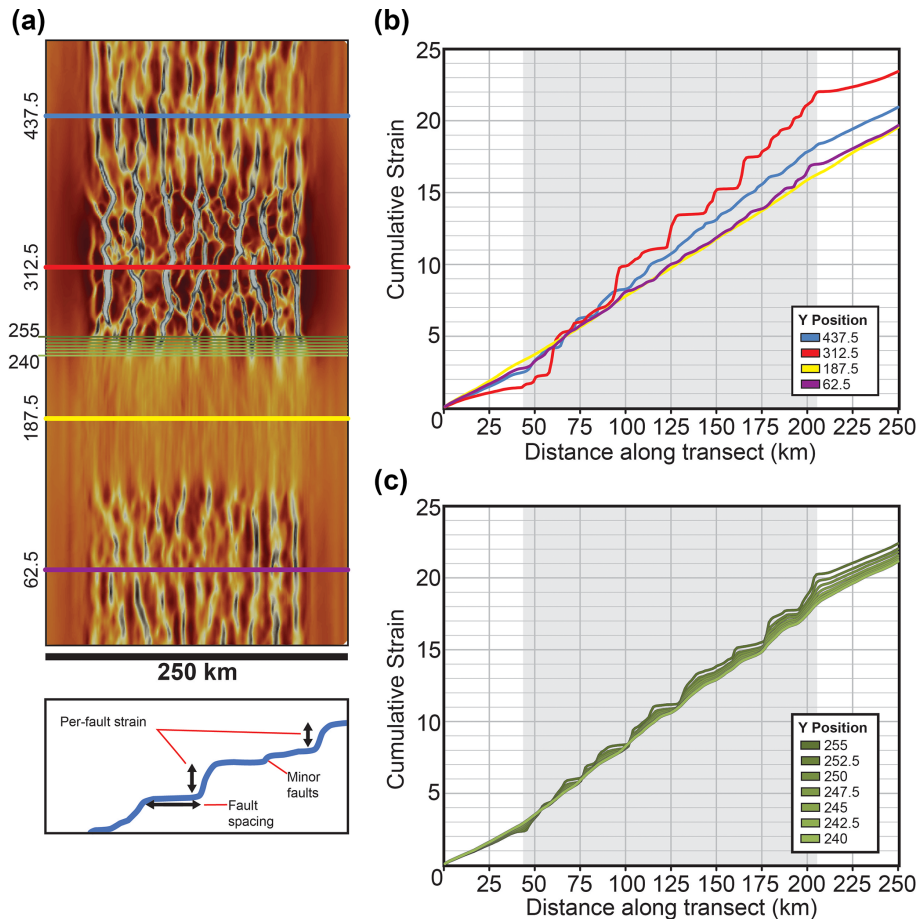 (a)
437.5
312.5
255
240
187.5
62.5
250 km
Per-fault strain
Minor
faults
Fault
spacing
(b)
25
20
15
10
5
0
Cumulative Strain
25 50 75 100 125 150 175 200 225 250
Distance along transect (km)
Y Position
437.5
312.5
187.5
62.5
(c)
25
20
15
10
5
0
Cumulative Strain
25 50 75 100 125 150 175 200 225 250
Distance along transect (km)
Y Position
255
252.5
250
247.5
245
242.5
240